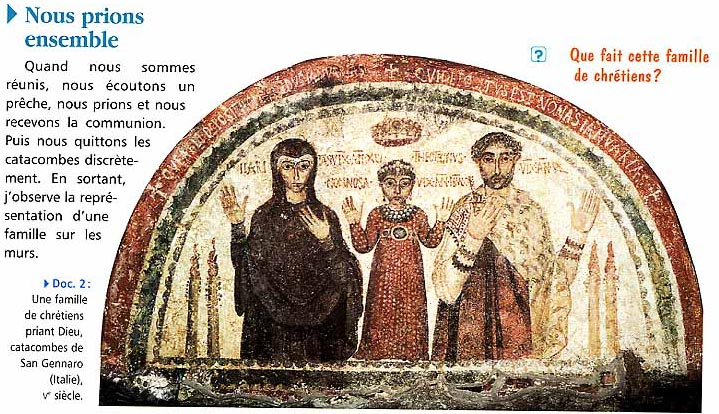 Nous prions
ensemble
Quand nous sommes
réunis, nous écoutons un
prêche, nous prions et nous
recevons la communion.
Puis nous quittons les
catacombes discrète-
ment. En sortant,
j'observe la repré-
sentation d'une
famille sur les
murs.
Doc. 2 :
Une famille
de chrétiens
priant Dieu,
catacombes de
San Gennaro
(Italie),
Vᵉ siècle.
? Que fait cette famille
de chrétiens ?